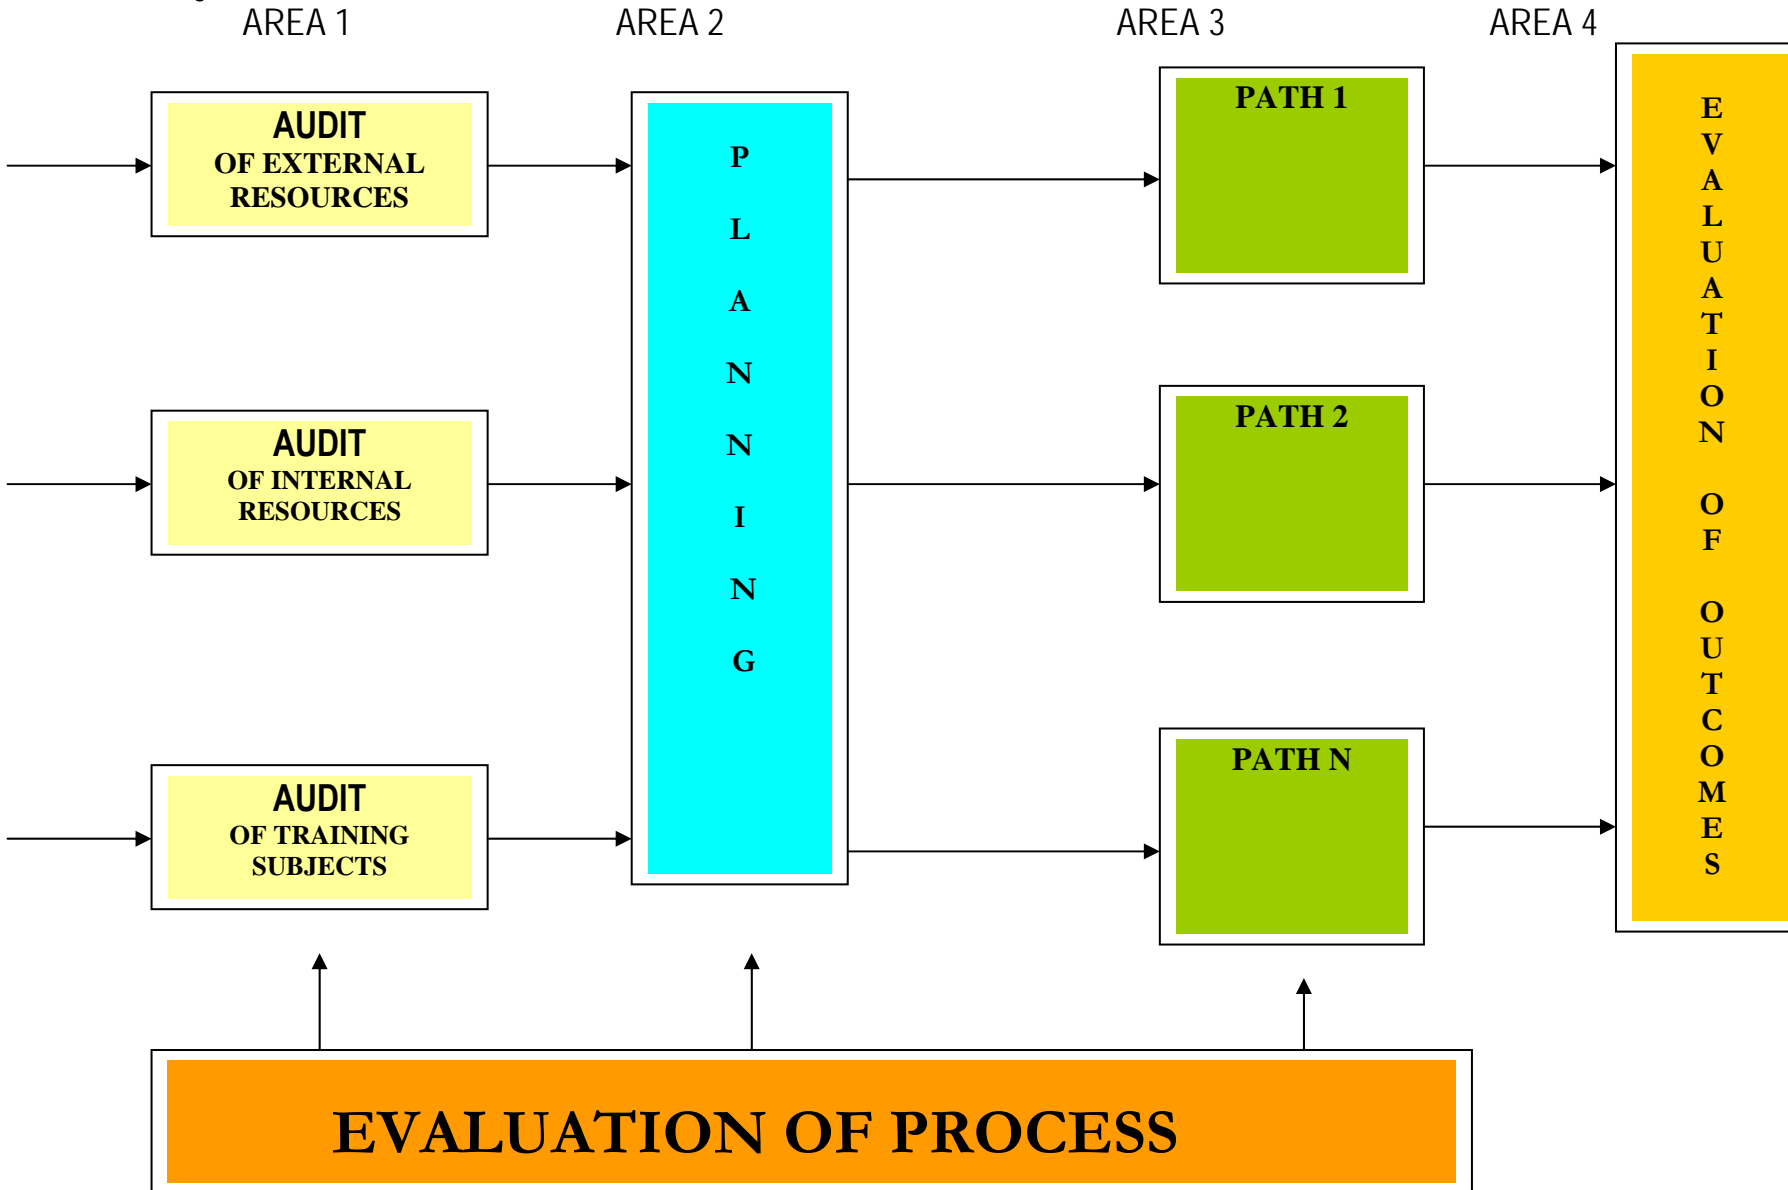 AREA 1
AREA 2
AREA 3
AREA 4
AUDIT
OF EXTERNAL
RESOURCES
AUDIT
OF INTERNAL
RESOURCES
AUDIT
OF TRAINING
SUBJECTS
P
L
A
N
N
I
N
G
PATH 1
PATH 2
PATH N
E
V
A
L
U
A
T
I
O
N
O
F
O
U
T
C
O
M
E
S
EVALUATION OF PROCESS